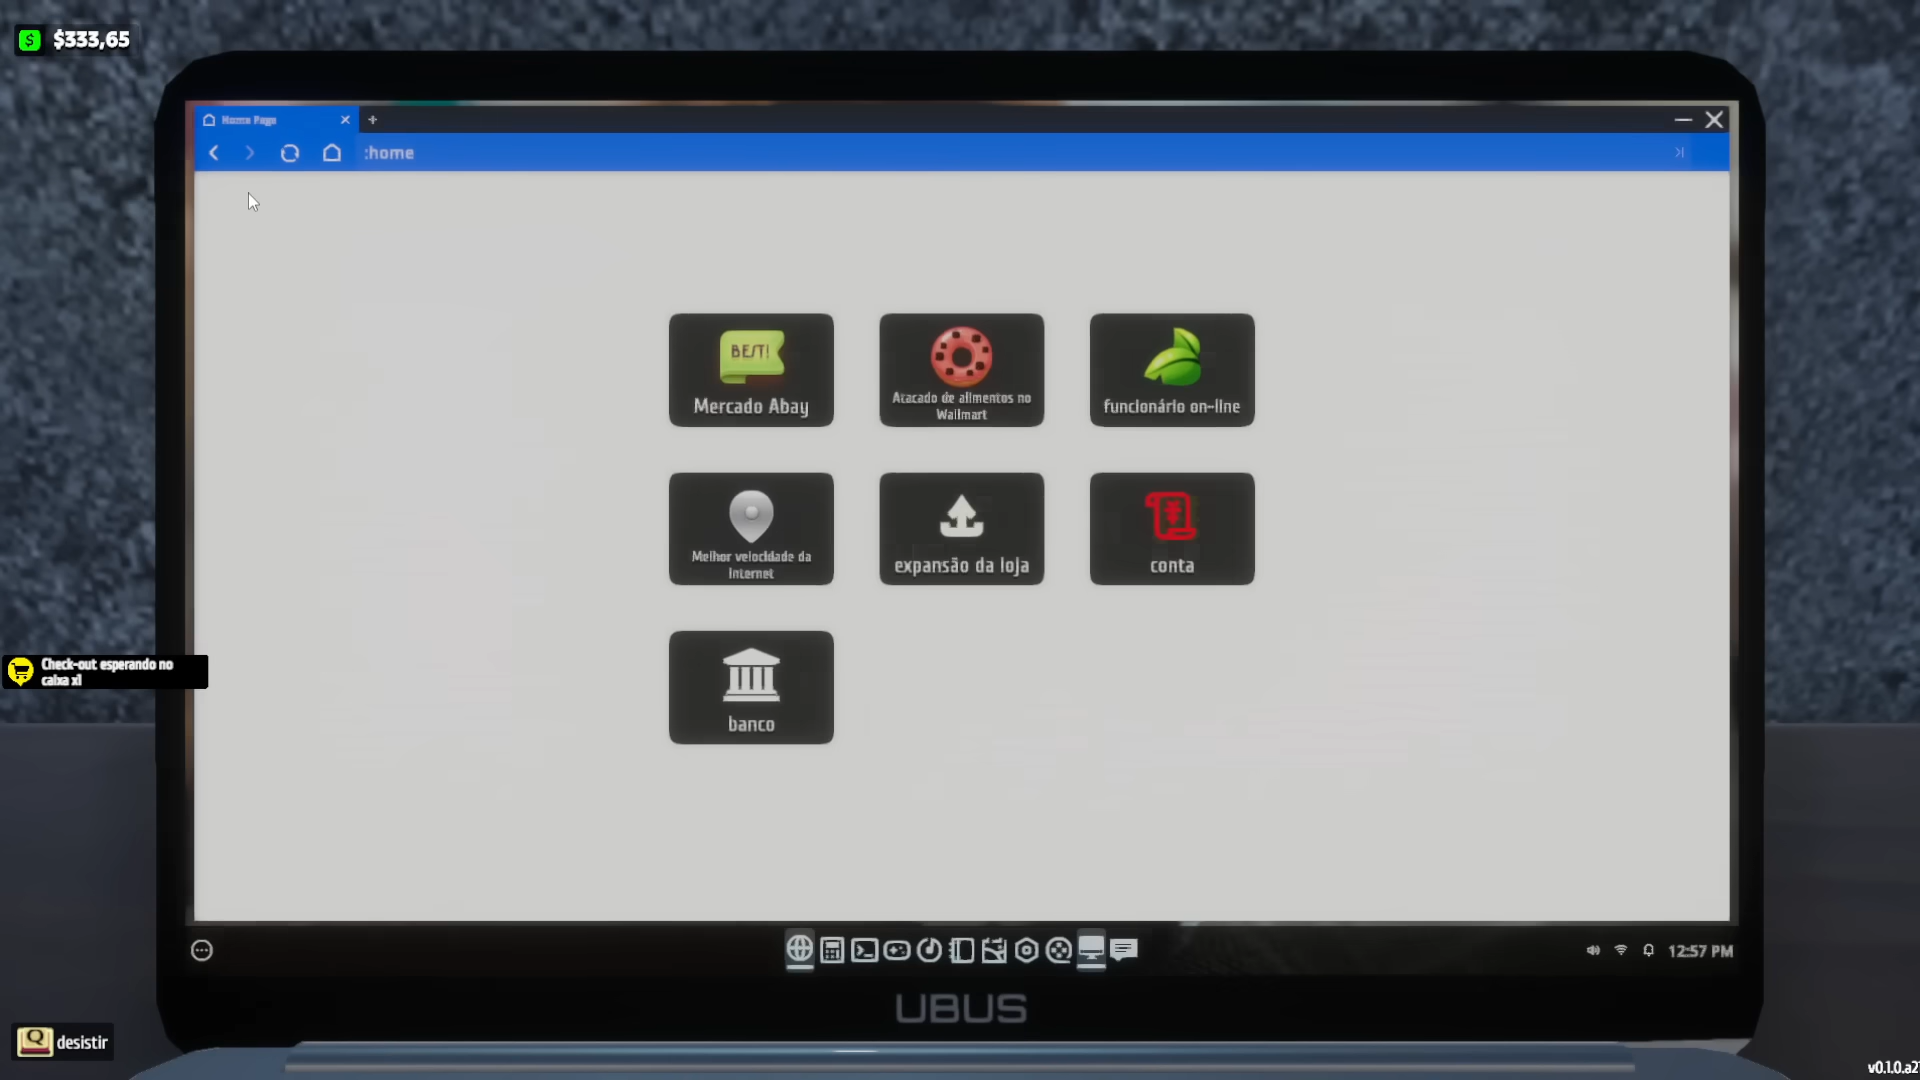 $333,65
Home Page
:home
BEST!
Mercado Abay
Atacado de alimentos no
Wallmart
funcionário on-line
Melhor velocidade da
Internet
expansão da loja
conta
banco
Check-out esperando no
caixa x1
12:57 PM
UBUS
Q desistir
v0.1.0.a2